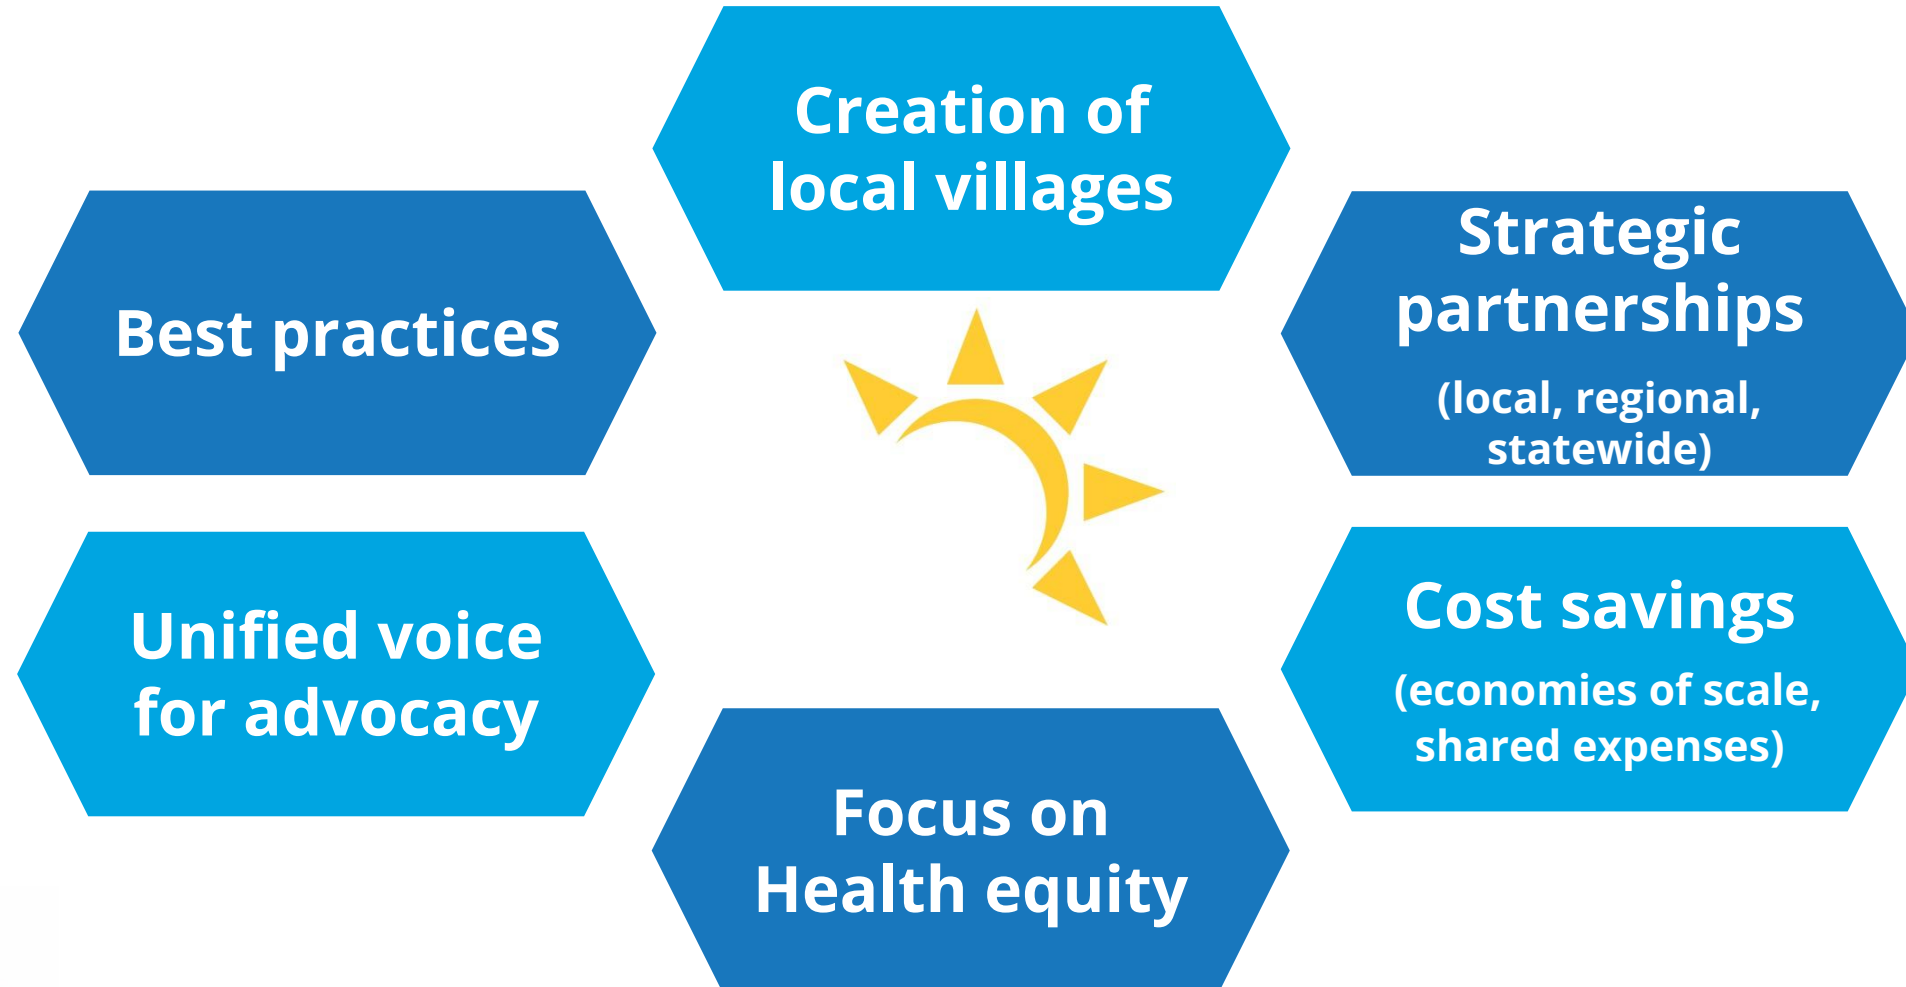 Creation of
local villages
Best practices
Strategic
partnerships
(local, regional,
statewide)
Unified voice
for advocacy
Cost savings
(economies of scale,
shared expenses)
Focus on
Health equity